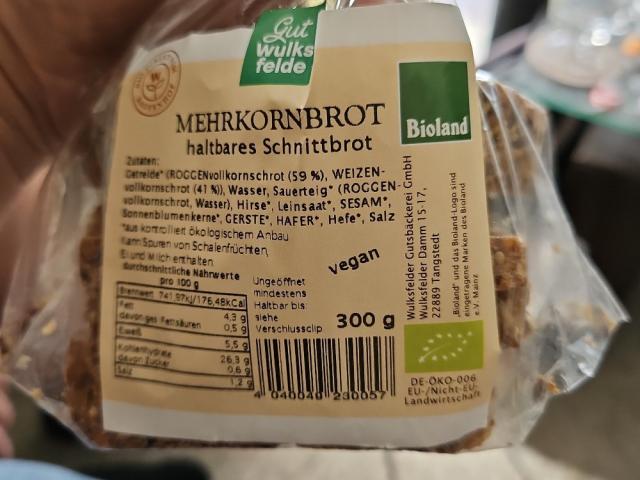 Gut
Wulks
felde
MEHRKORNBROT
haltbares Schnittbrot
Bioland
Zutaten:
Getreide* (ROGGENvollkornschrot (59 %), WEIZEN-
vollkornschrot (41 %)), Wasser, Sauerteig* (ROGGEN-
vollkornschrot, Wasser), Hirse*, Leinsaat*, SESAM*,
Sonnenblumenkerne*, GERSTE*, HAFER*, Hefe*, Salz
*aus kontrolliert ökologischem Anbau
Kann Spuren von Schalenfrüchten,
Ei und Milch enthalten
vegan
durchschnittliche Nährwerte
pro 100 g
Brennwert 741,97KJ/176,48kCal
Fett 4,3 g
davon ges. Fettsäuren 0,5 g
Eiweß 5,5 g
Kohlenhydrate 26,3 g
davon Zucker 0,6 g
Salz 1,2 g
Ungeöffnet
mindestens
Haltbar bis:
siehe
Verschlussclip
300 g
4 040049 230057
Wulksfelder Gutsbäckerei GmbH
Wulksfelder Damm 15-17,
22889 Tangstedt
„Bioland" und das Bioland-Logo sind
eingetragene Marken des Bioland
e.V. Mainz
DE-ÖKO-006
EU-/Nicht-EU-
Landwirtschaft